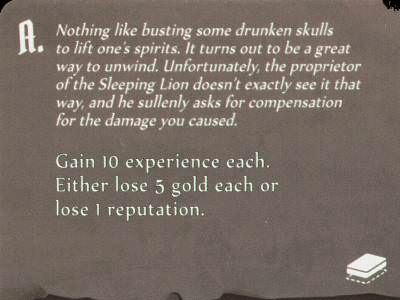 A. Nothing like busting some drunken skulls
to lift one's spirits. It turns out to be a great
way to unwind. Unfortunately, the proprietor
of the Sleeping Lion doesn't exactly see it that
way, and he sullenly asks for compensation
for the damage you caused.
Gain 10 experience each.
Either lose 5 gold each or
lose 1 reputation.